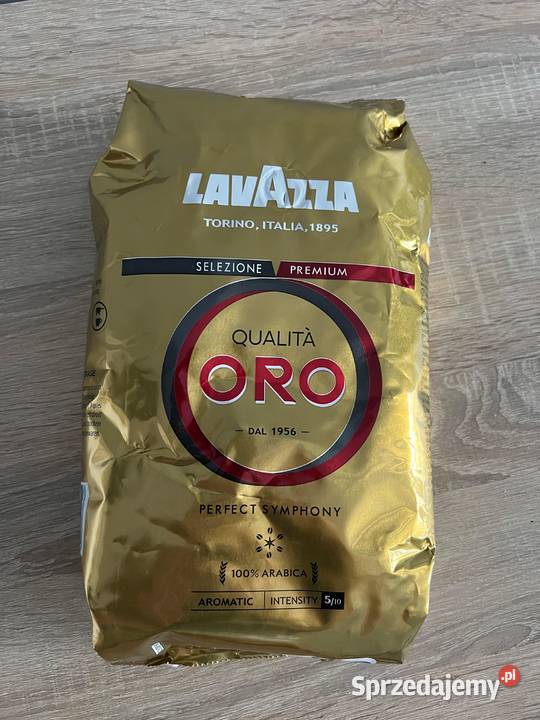 LAVAZZA
TORINO, ITALIA, 1895
SELEZIONE PREMIUM
QUALITÀ
ORO
DAL 1956
PERFECT SYMPHONY
100% ARABICA
AROMATIC INTENSITY 5/10
Sprzedajemy.pl